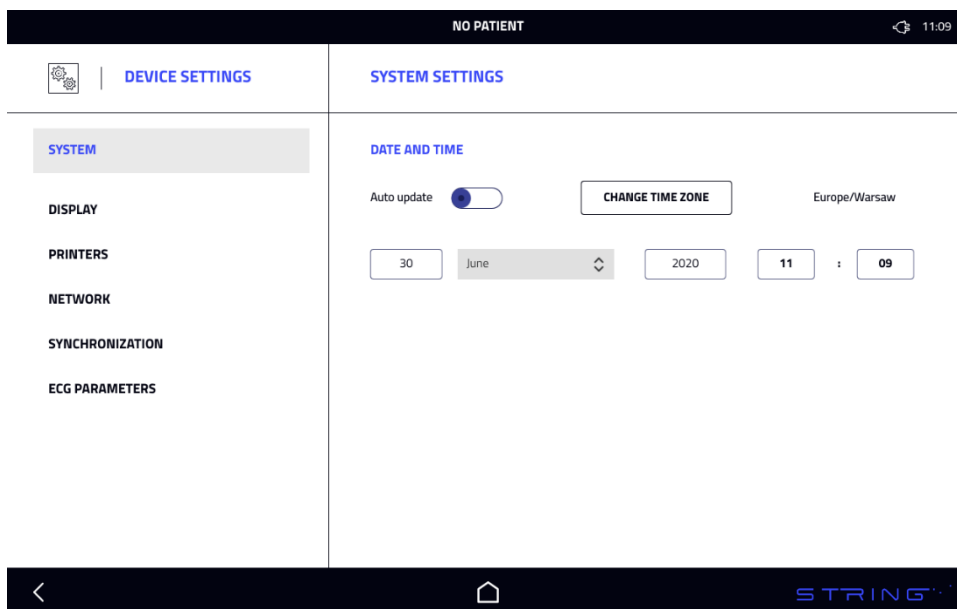 NO PATIENT
11:09
DEVICE SETTINGS
SYSTEM SETTINGS
SYSTEM
DISPLAY
PRINTERS
NETWORK
SYNCHRONIZATION
ECG PARAMETERS
DATE AND TIME
Auto update
CHANGE TIME ZONE
Europe/Warsaw
30 June 2020 11 : 09
STRING